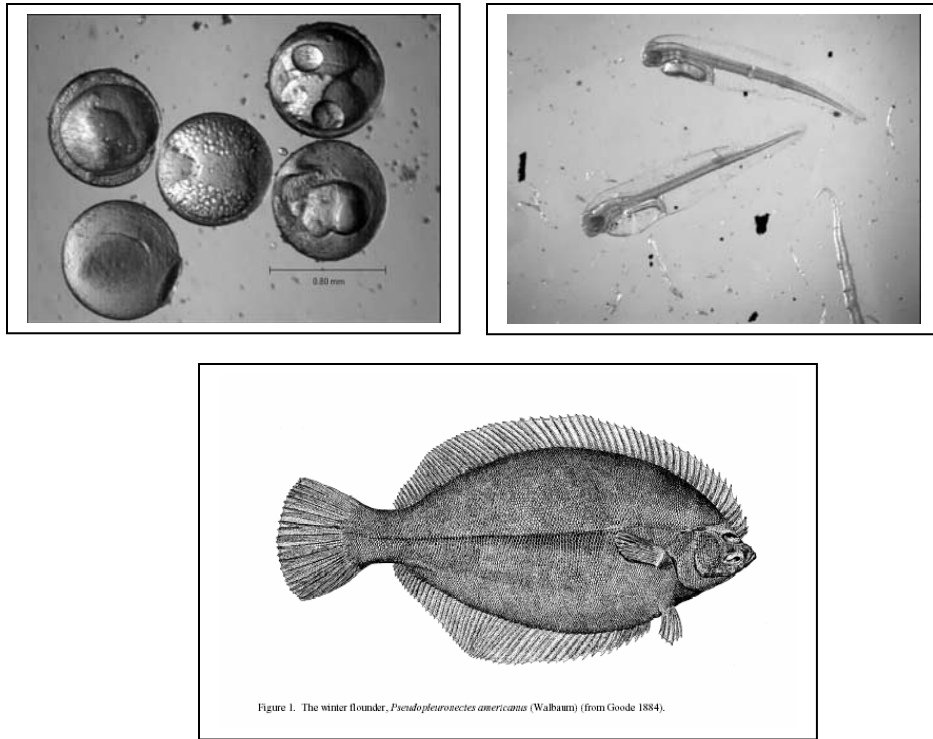 0.80 mm
Figure 1. The winter flounder, Pseudopleuronectes americanus (Walbaum) (from Goode 1884).